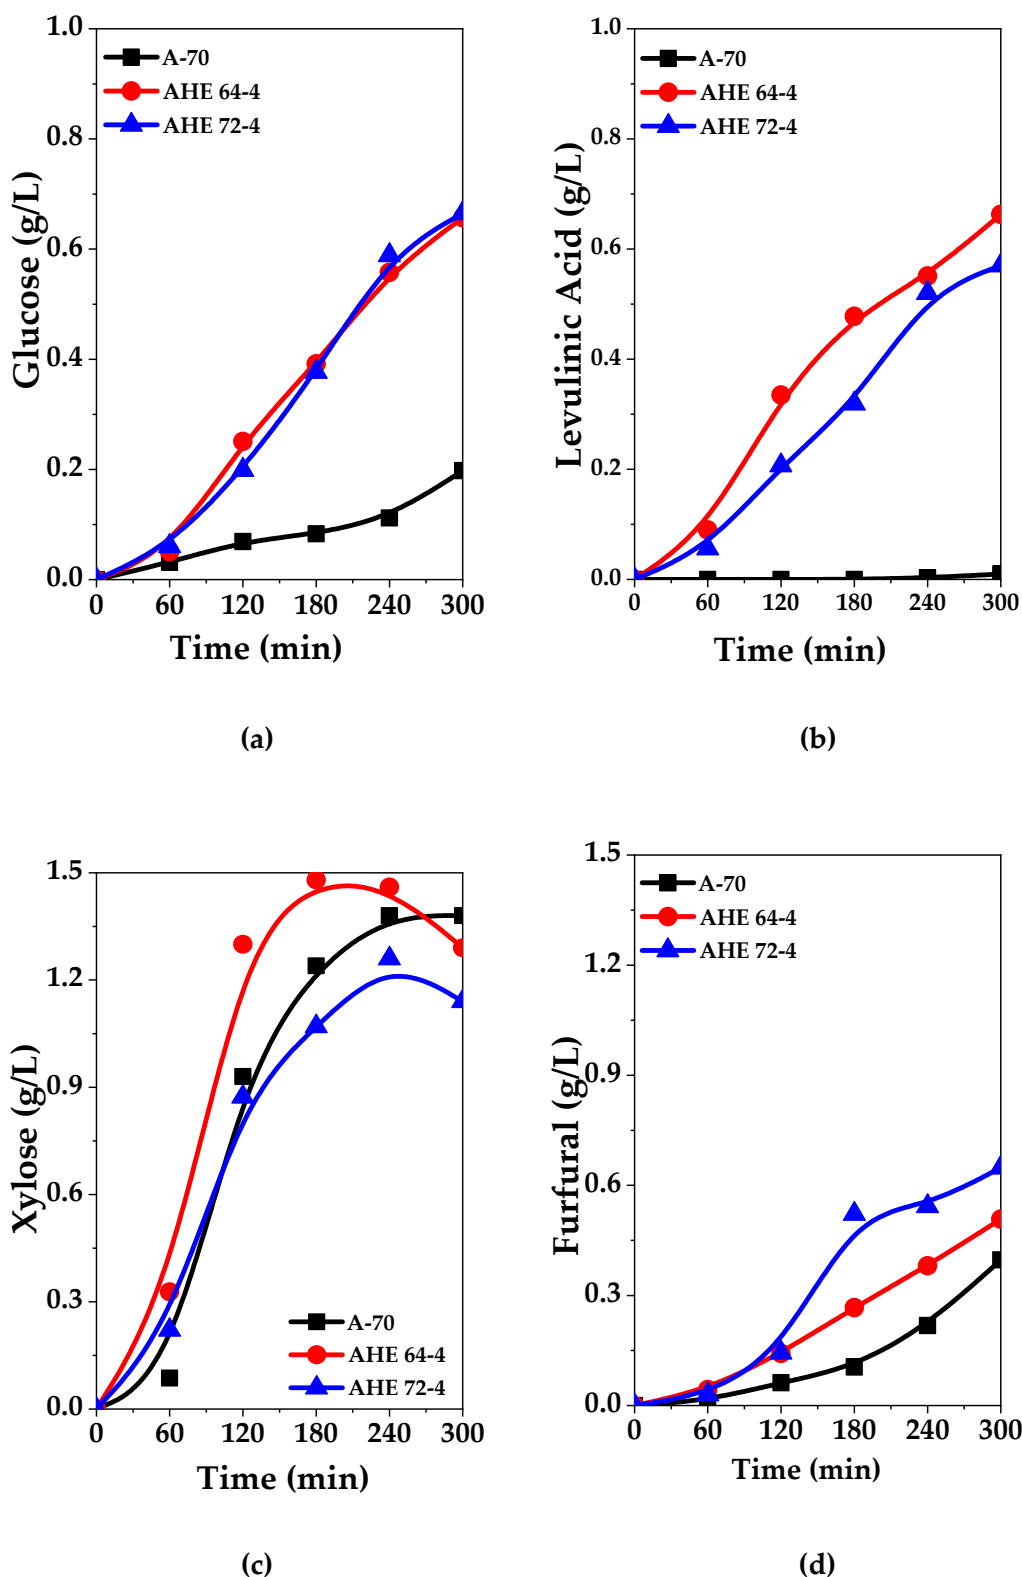 1.0
0.8
0.6
0.4
0.2
0.0
Glucose (g/L)
A-70
AHE 64-4
AHE 72-4
0 60 120 180 240 300
Time (min)
(a)
1.0
0.8
0.6
0.4
0.2
0.0
Levulinic Acid (g/L)
A-70
AHE 64-4
AHE 72-4
0 60 120 180 240 300
Time (min)
(b)
1.5
1.2
0.9
0.6
0.3
0.0
Xylose (g/L)
A-70
AHE 64-4
AHE 72-4
0 60 120 180 240 300
Time (min)
(c)
1.5
1.2
0.9
0.6
0.3
0.0
Furfural (g/L)
A-70
AHE 64-4
AHE 72-4
0 60 120 180 240 300
Time (min)
(d)